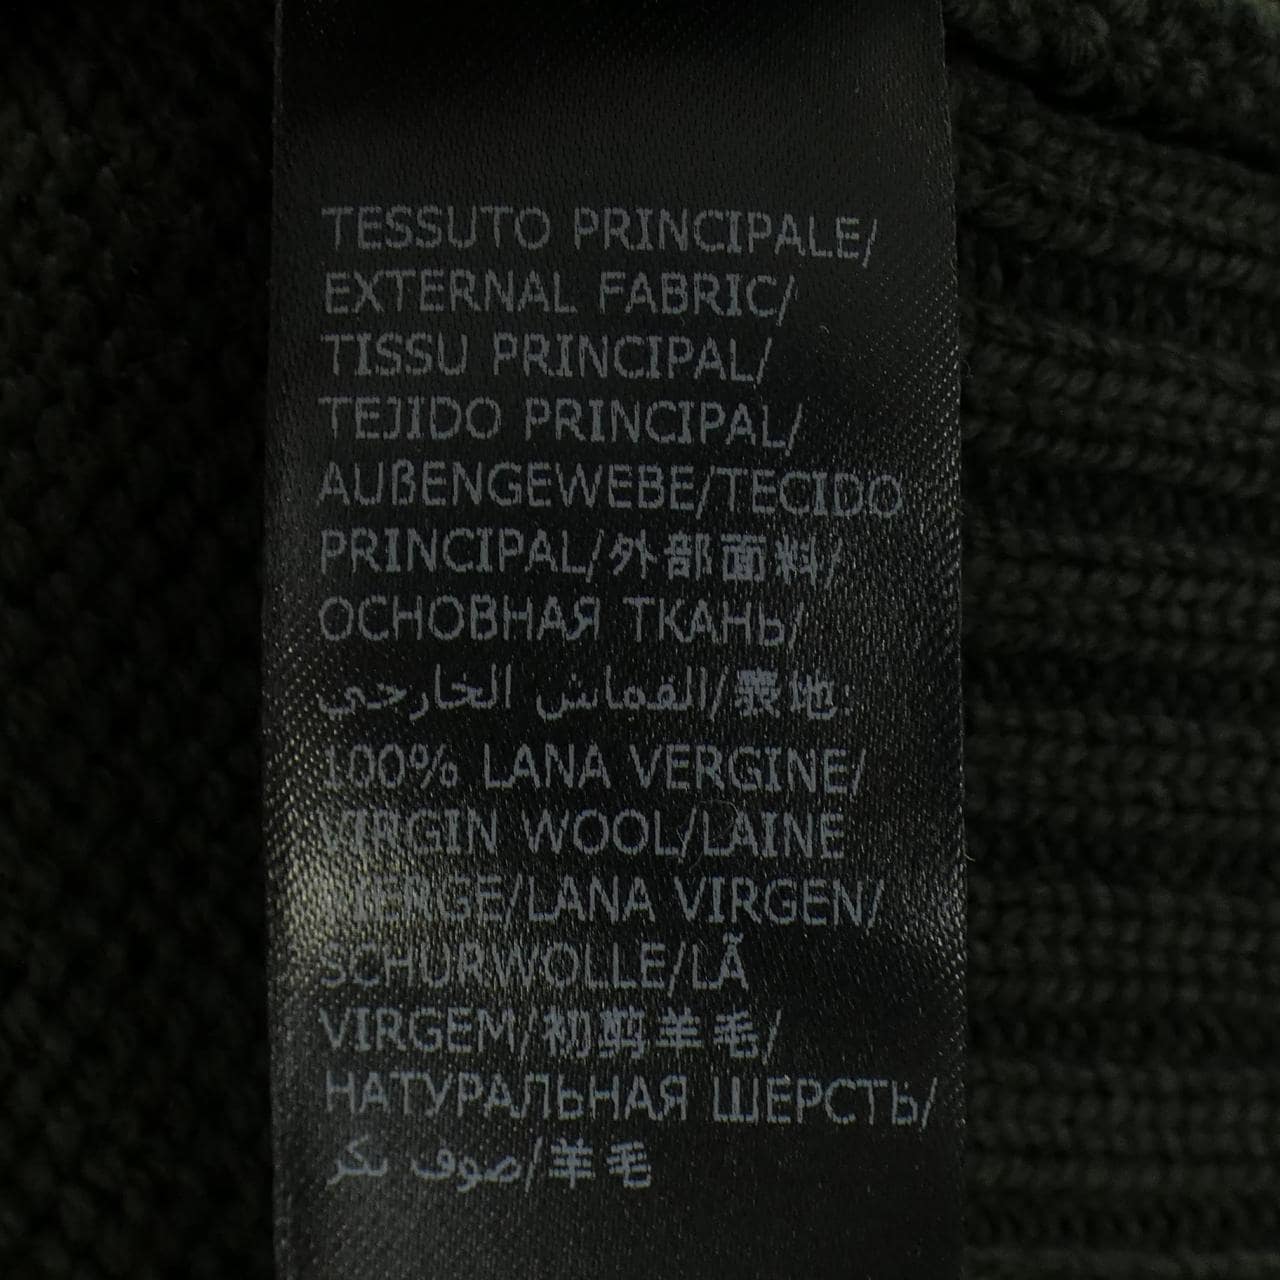 TESSUTO PRINCIPALE/
EXTERNAL FABRIC/
TISSU PRINCIPAL/
TEJIDO PRINCIPAL/
AUßENGEWEBE/TECIDO
PRINCIPAL/外部面料/
ОСНОВНАЯ ТКАНЬ/
القماش الخارجي/表地:
100% LANA VERGINE/
VIRGIN WOOL/LAINE
VIERGE/LANA VIRGEN/
SCHURWOLLE/LÃ
VIRGEM/初剪羊毛/
НАТУРАЛЬНАЯ ШЕРСТЬ/
صوف بكر/羊毛